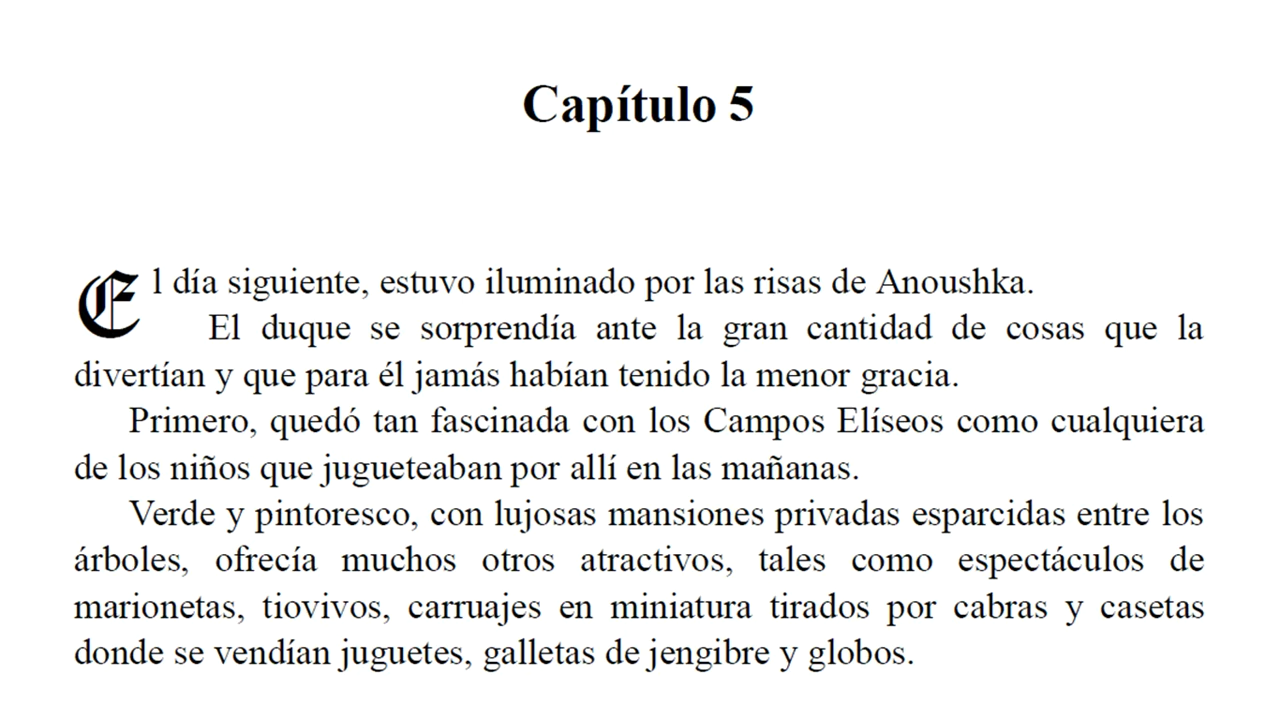 Capítulo 5
El día siguiente, estuvo iluminado por las risas de Anoushka.
El duque se sorprendía ante la gran cantidad de cosas que la
divertían y que para él jamás habían tenido la menor gracia.
Primero, quedó tan fascinada con los Campos Elíseos como cualquiera
de los niños que jugueteaban por allí en las mañanas.
Verde y pintoresco, con lujosas mansiones privadas esparcidas entre los
árboles, ofrecía muchos otros atractivos, tales como espectáculos de
marionetas, tiovivos, carruajes en miniatura tirados por cabras y casetas
donde se vendían juguetes, galletas de jengibre y globos.